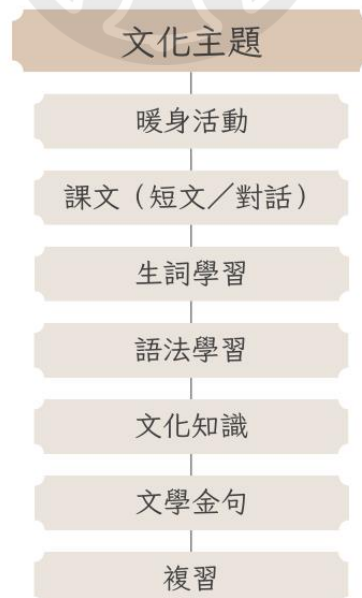 文化主題
暖身活動
課文（短文／對話）
生詞學習
語法學習
文化知識
文學金句
複習